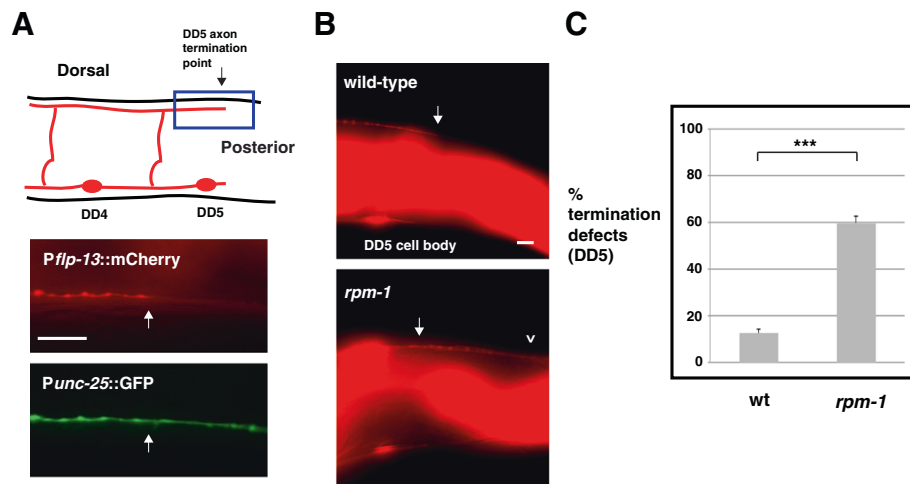 A
DD5 axon
termination
point
Dorsal
Posterior
DD4
DD5
Pflp-13::mCherry
Punc-25::GFP
B
wild-type
DD5 cell body
rpm-1
v
C
%
termination
defects
(DD5)
100
80
60
40
20
0
***
wt
rpm-1